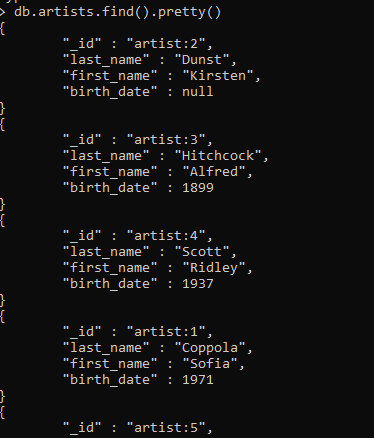 > db.artists.find().pretty()
{
"_id" : "artist:2",
"last_name" : "Dunst",
"first_name" : "Kirsten",
"birth_date" : null
}
{
"_id" : "artist:3",
"last_name" : "Hitchcock",
"first_name" : "Alfred",
"birth_date" : 1899
}
{
"_id" : "artist:4",
"last_name" : "Scott",
"first_name" : "Ridley",
"birth_date" : 1937
}
{
"_id" : "artist:1",
"last_name" : "Coppola",
"first_name" : "Sofia",
"birth_date" : 1971
}
{
"_id" : "artist:5",